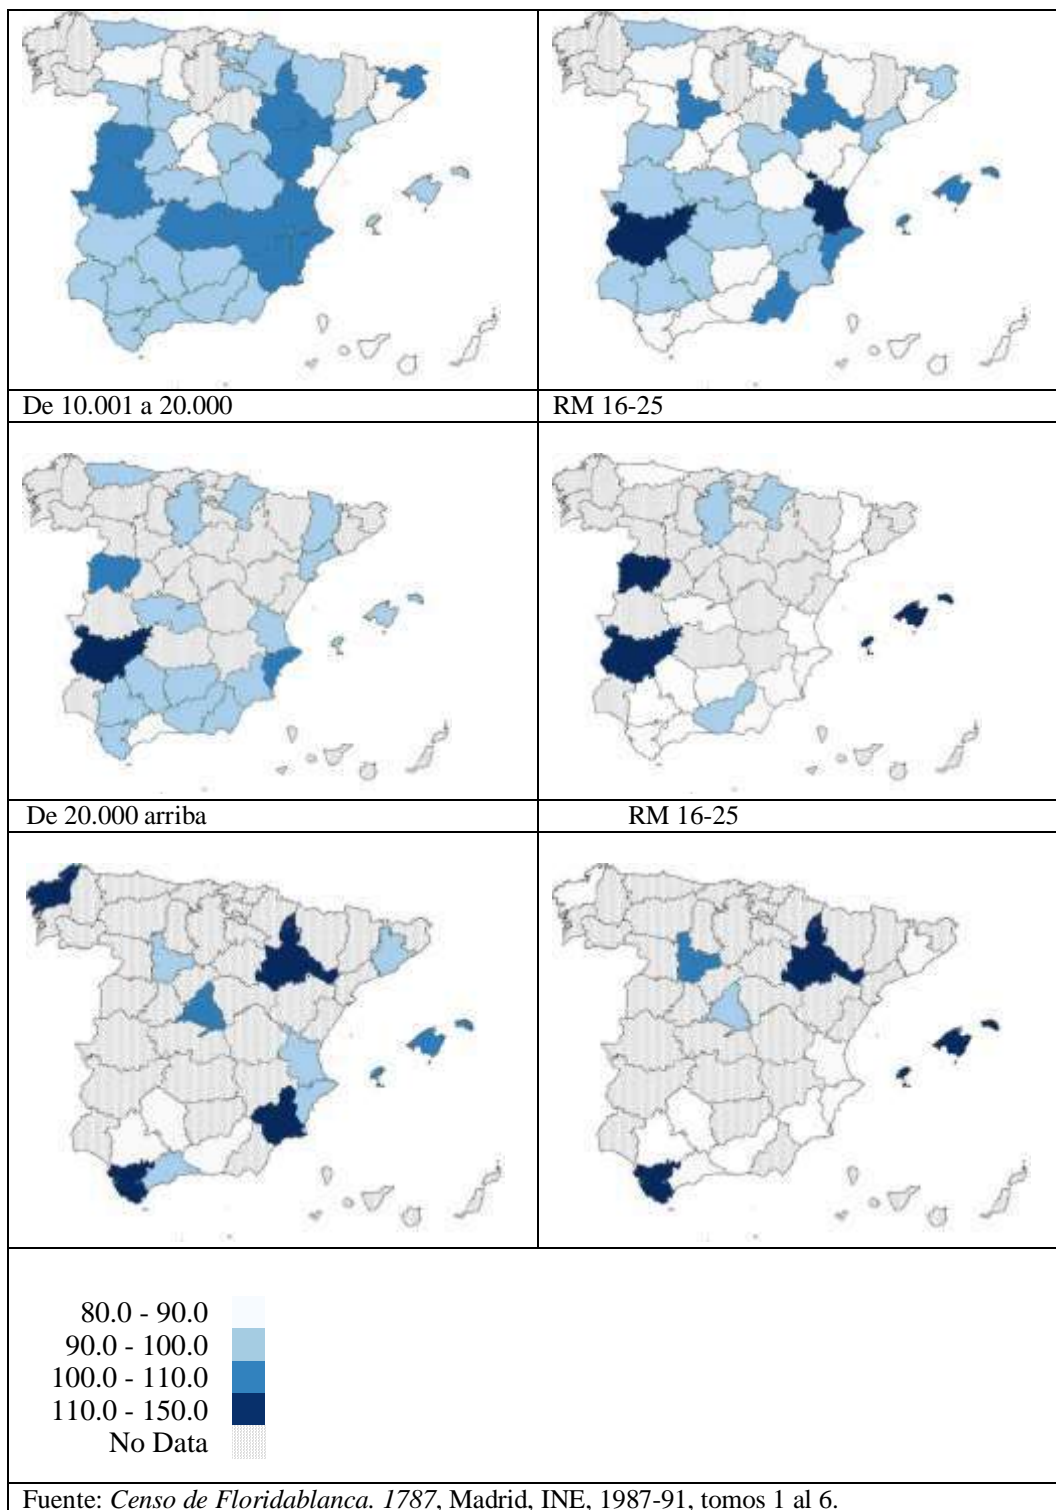 De 10.001 a 20.000
RM 16-25
De 20.000 arriba
RM 16-25
80.0 - 90.0
90.0 - 100.0
100.0 - 110.0
110.0 - 150.0
No Data
Fuente: Censo de Floridablanca. 1787, Madrid, INE, 1987-91, tomos 1 al 6.